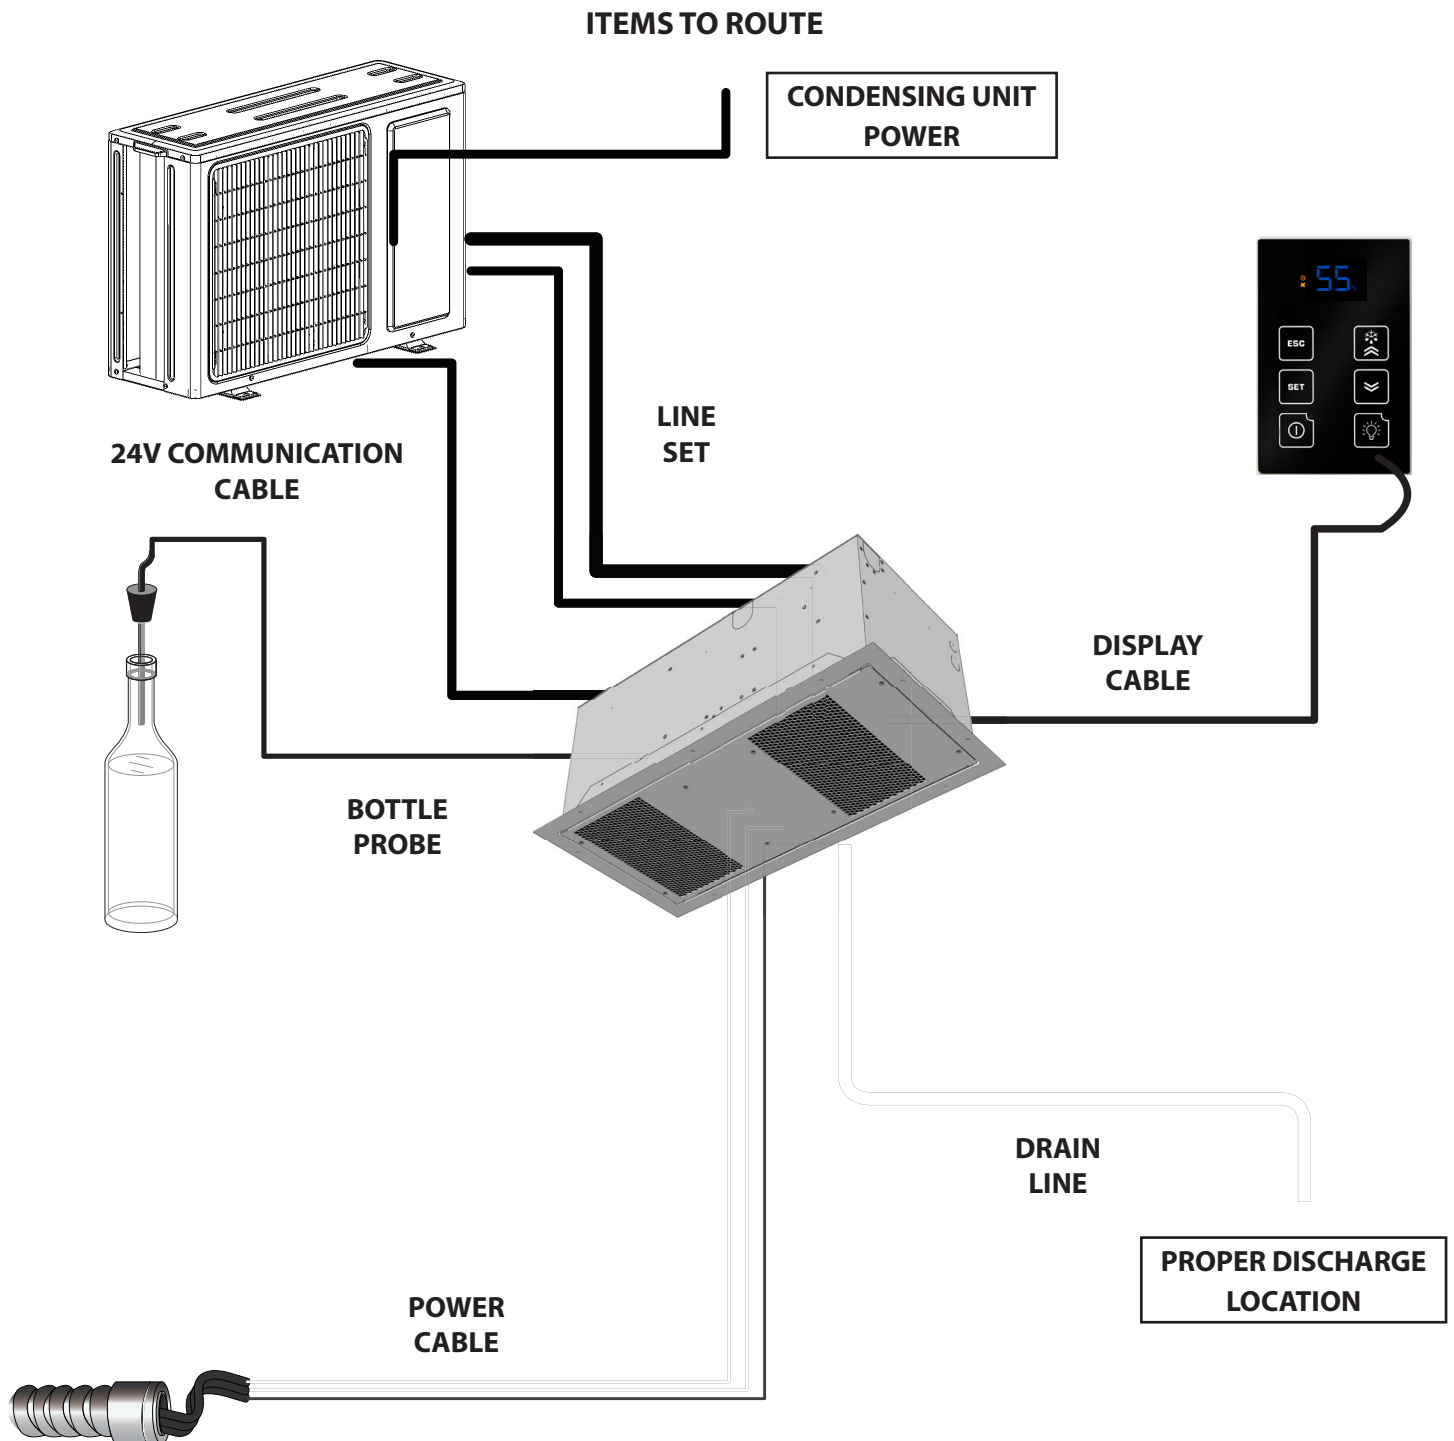 ITEMS TO ROUTE
CONDENSING UNIT
POWER
55
ESC
SET
LINE
SET
24V COMMUNICATION
CABLE
DISPLAY
CABLE
BOTTLE
PROBE
DRAIN
LINE
PROPER DISCHARGE
LOCATION
POWER
CABLE